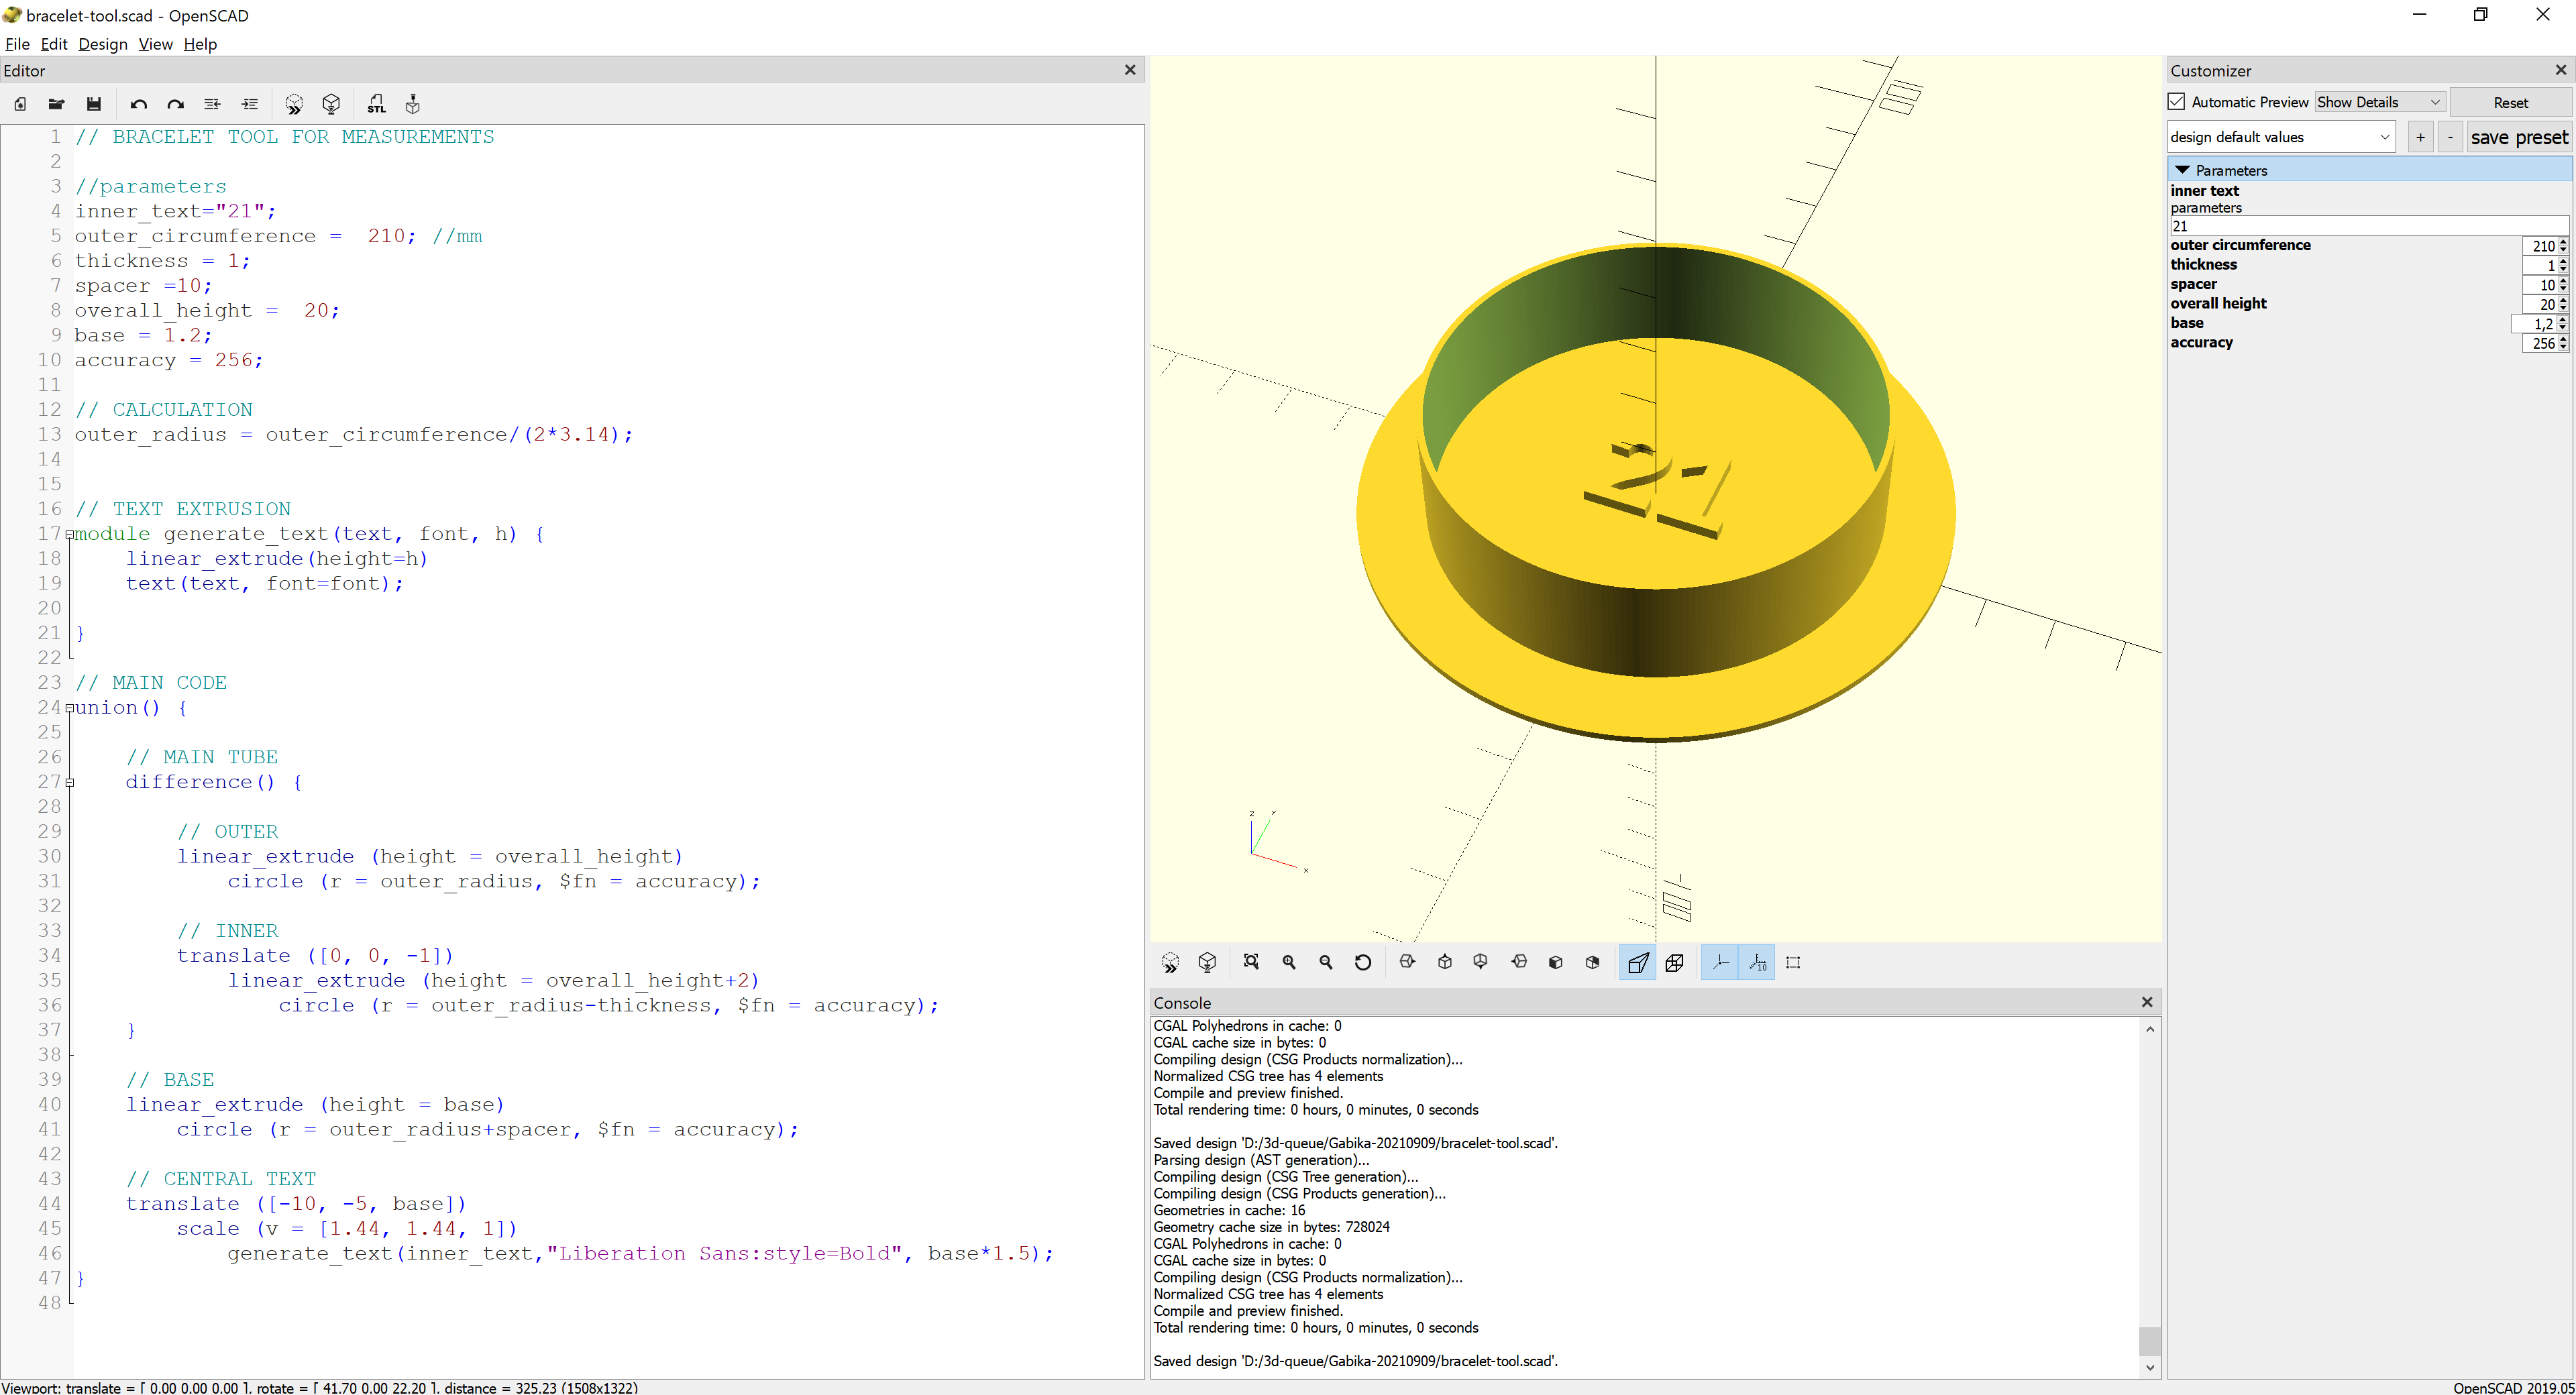 bracelet-tool.scad - OpenSCAD
File Edit Design View Help
Editor
STL
1 // BRACELET TOOL FOR MEASUREMENTS
2
3 //parameters
4 inner_text="21";
5 outer_circumference =  210; //mm
6 thickness = 1;
7 spacer =10;
8 overall_height =  20;
9 base = 1.2;
10 accuracy = 256;
11
12 // CALCULATION
13 outer_radius = outer_circumference/(2*3.14);
14
15
16 // TEXT EXTRUSION
17 module generate_text(text, font, h) {
18     linear_extrude(height=h)
19     text(text, font=font);
20
21 }
22
23 // MAIN CODE
24 union() {
25
26     // MAIN TUBE
27     difference() {
28
29         // OUTER
30         linear_extrude (height = overall_height)
31             circle (r = outer_radius, $fn = accuracy);
32
33         // INNER
34         translate ([0, 0, -1])
35             linear_extrude (height = overall_height+2)
36                 circle (r = outer_radius-thickness, $fn = accuracy);
37     }
38
39     // BASE
40     linear_extrude (height = base)
41         circle (r = outer_radius+spacer, $fn = accuracy);
42
43     // CENTRAL TEXT
44     translate ([-10, -5, base])
45         scale (v = [1.44, 1.44, 1])
46             generate_text(inner_text,"Liberation Sans:style=Bold", base*1.5);
47 }
48
21
z y x
10
Console
CGAL Polyhedrons in cache: 0
CGAL cache size in bytes: 0
Compiling design (CSG Products normalization)...
Normalized CSG tree has 4 elements
Compile and preview finished.
Total rendering time: 0 hours, 0 minutes, 0 seconds
Saved design 'D:/3d-queue/Gabika-20210909/bracelet-tool.scad'.
Parsing design (AST generation)...
Compiling design (CSG Tree generation)...
Compiling design (CSG Products generation)...
Geometries in cache: 16
Geometry cache size in bytes: 728024
CGAL Polyhedrons in cache: 0
CGAL cache size in bytes: 0
Compiling design (CSG Products normalization)...
Normalized CSG tree has 4 elements
Compile and preview finished.
Total rendering time: 0 hours, 0 minutes, 0 seconds
Saved design 'D:/3d-queue/Gabika-20210909/bracelet-tool.scad'.
Customizer
Automatic Preview Show Details Reset
design default values + - save preset
Parameters
inner text
parameters
21
outer circumference 210
thickness 1
spacer 10
overall height 20
base 1,2
accuracy 256
Viewport: translate = [ 0.00 0.00 0.00 ], rotate = [ 41.70 0.00 22.20 ], distance = 325.23 (1508x1322)
OpenSCAD 2019.05